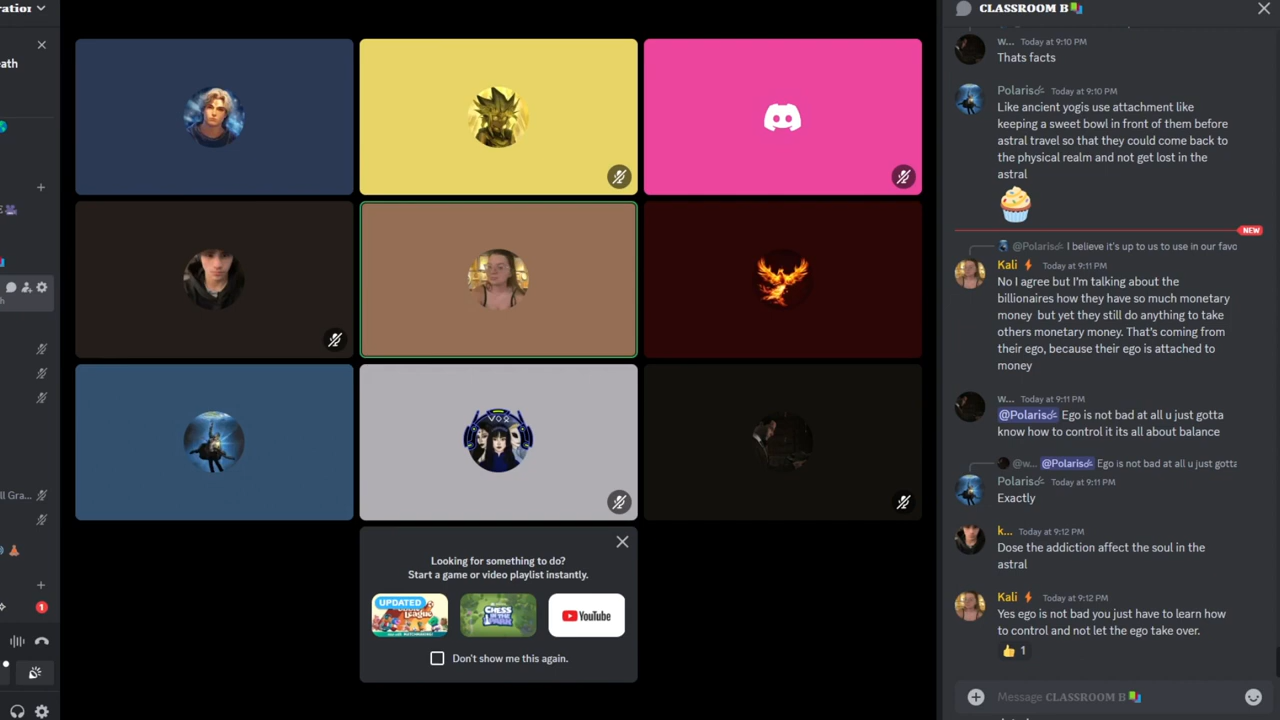 ratior
eath
ll Gra...
1
VOX
Looking for something to do?
Start a game or video playlist instantly.
UPDATED
CHESS
IN THE
PARK
YouTube
Don't show me this again.
CLASSROOM B
w... Today at 9:10 PM
Thats facts
Polaris Today at 9:10 PM
Like ancient yogis use attachment like
keeping a sweet bowl in front of them before
astral travel so that they could come back to
the physical realm and not get lost in the
astral
NEW
@Polaris I believe it's up to us to use in our favo
Kali Today at 9:11 PM
No I agree but I'm talking about the
billionaires how they have so much monetary
money but yet they still do anything to take
others monetary money. That's coming from
their ego, because their ego is attached to
money
w... Today at 9:11 PM
@Polaris Ego is not bad at all u just gotta
know how to control it its all about balance
@w... @Polaris Ego is not bad at all u just gotta
Polaris Today at 9:11 PM
Exactly
k... Today at 9:12 PM
Dose the addiction affect the soul in the
astral
Kali Today at 9:12 PM
Yes ego is not bad you just have to learn how
to control and not let the ego take over.
1
Message CLASSROOM B